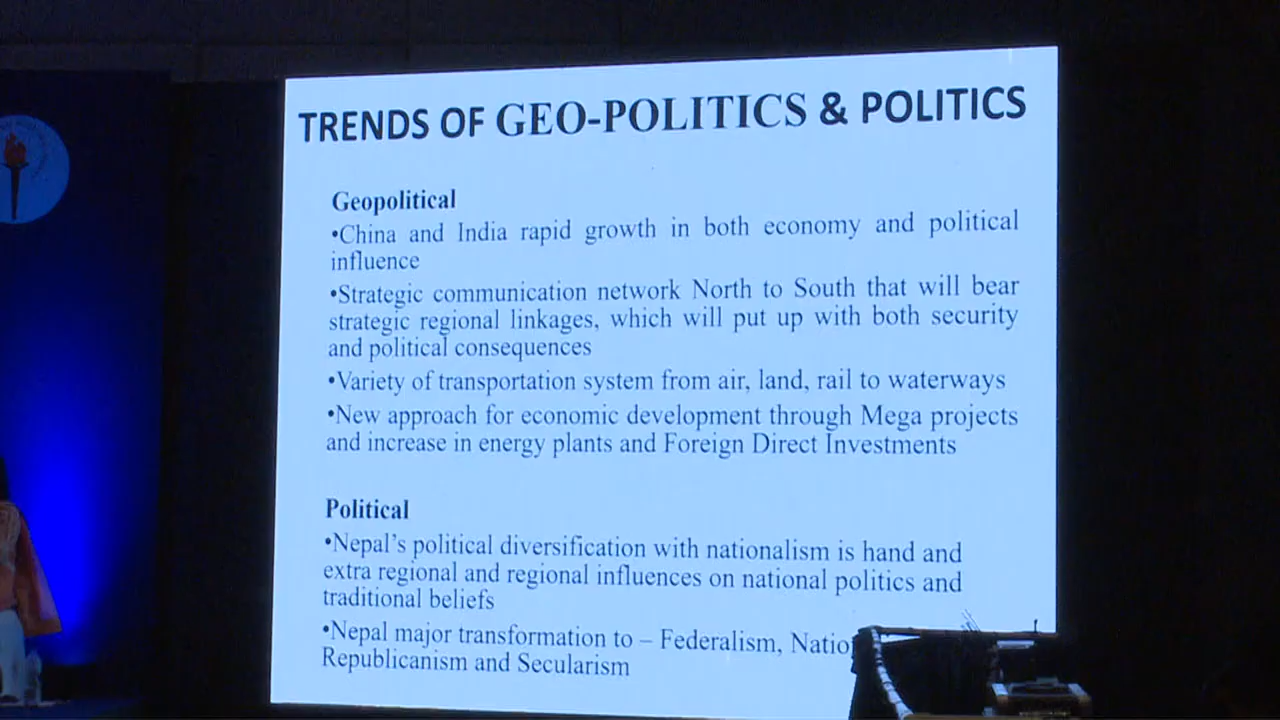 TRENDS OF GEO-POLITICS & POLITICS
Geopolitical
•China and India rapid growth in both economy and political
influence
•Strategic communication network North to South that will bear
strategic regional linkages, which will put up with both security
and political consequences
•Variety of transportation system from air, land, rail to waterways
•New approach for economic development through Mega projects
and increase in energy plants and Foreign Direct Investments
Political
•Nepal's political diversification with nationalism is hand and
extra regional and regional influences on national politics and
traditional beliefs
•Nepal major transformation to – Federalism,
Republicanism and Secularism